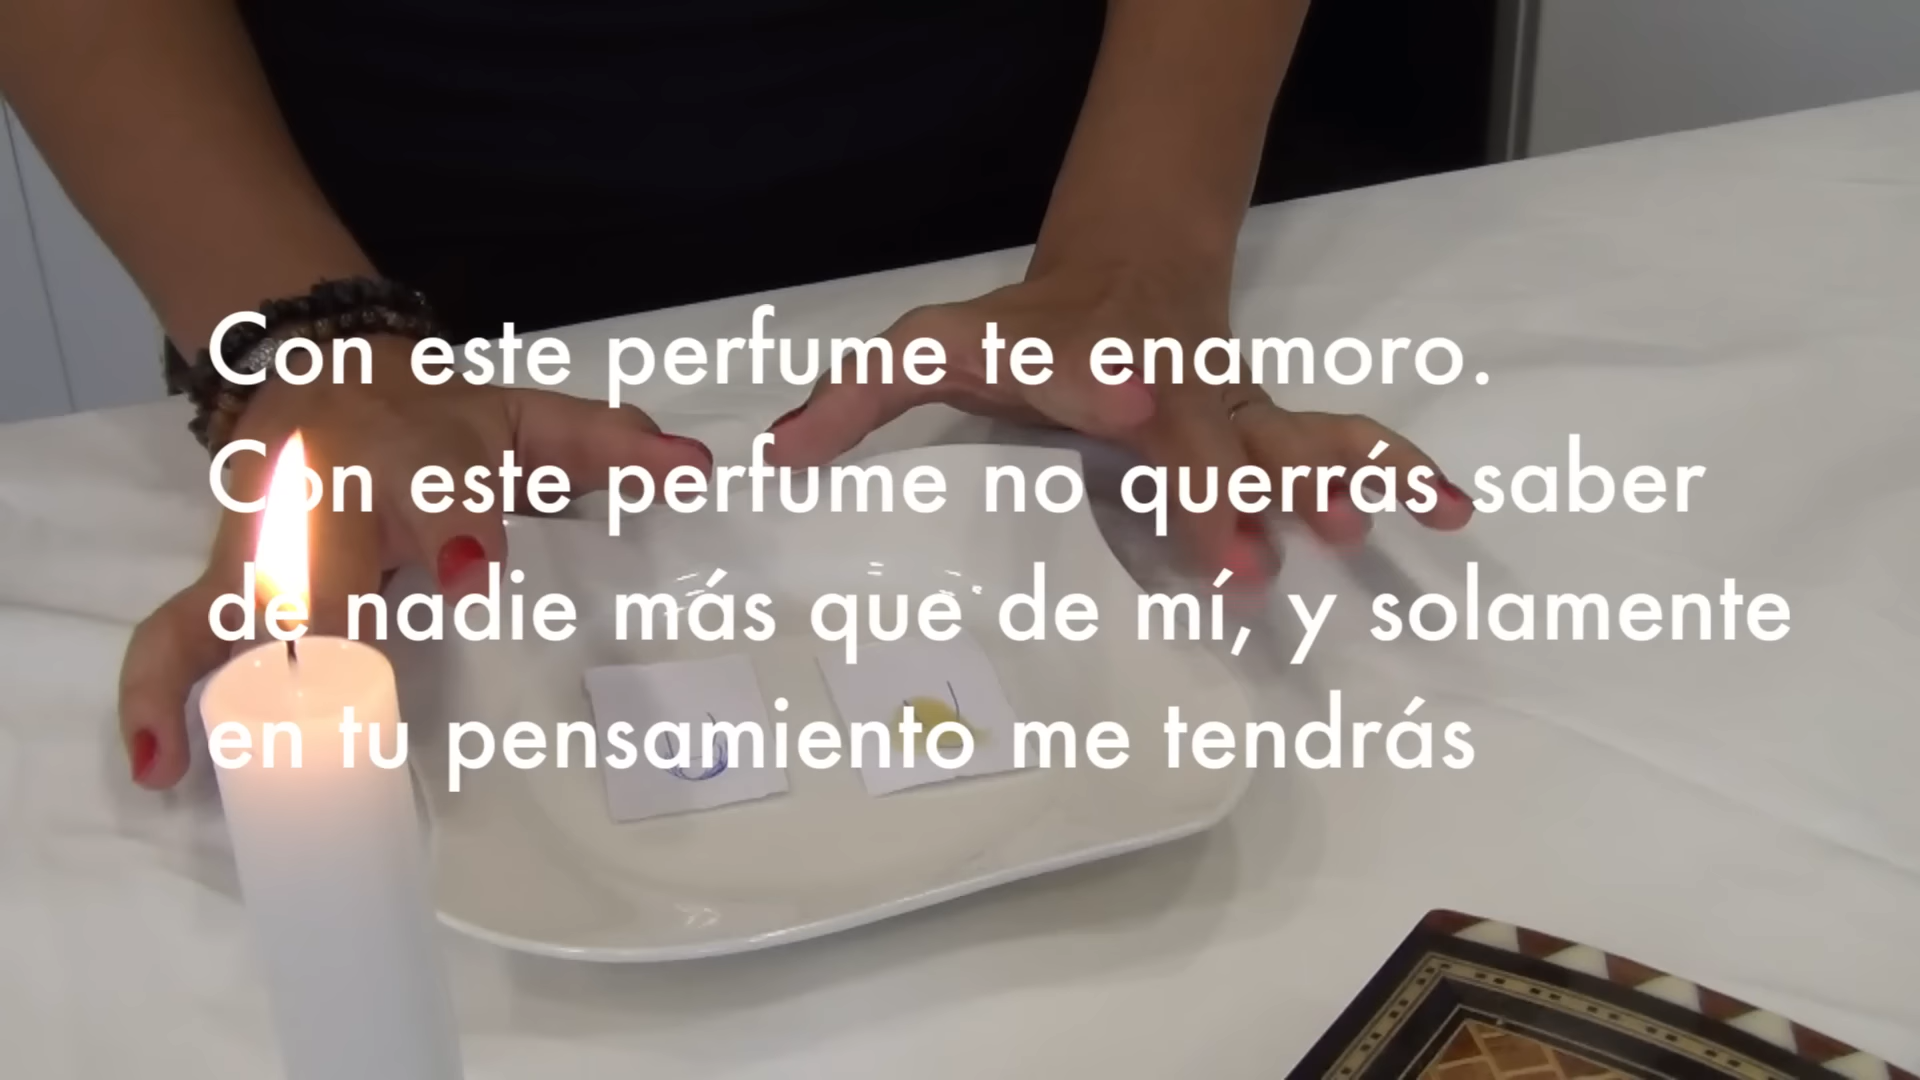 Con este perfume te enamoro.
Con este perfume no querrás saber
de nadie más que de mí, y solamente
en tu pensamiento me tendrás